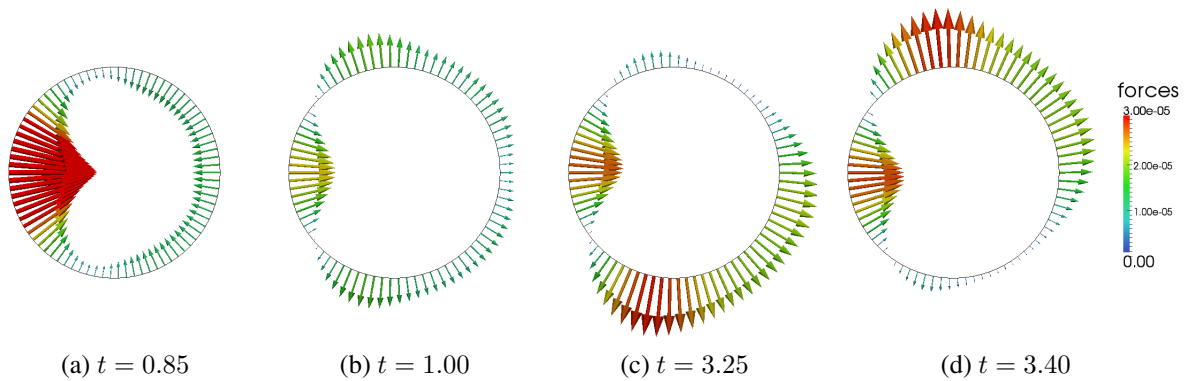 forces
3.00e-05
2.00e-05
1.00e-05
0.00
(a) t = 0.85
(b) t = 1.00
(c) t = 3.25
(d) t = 3.40